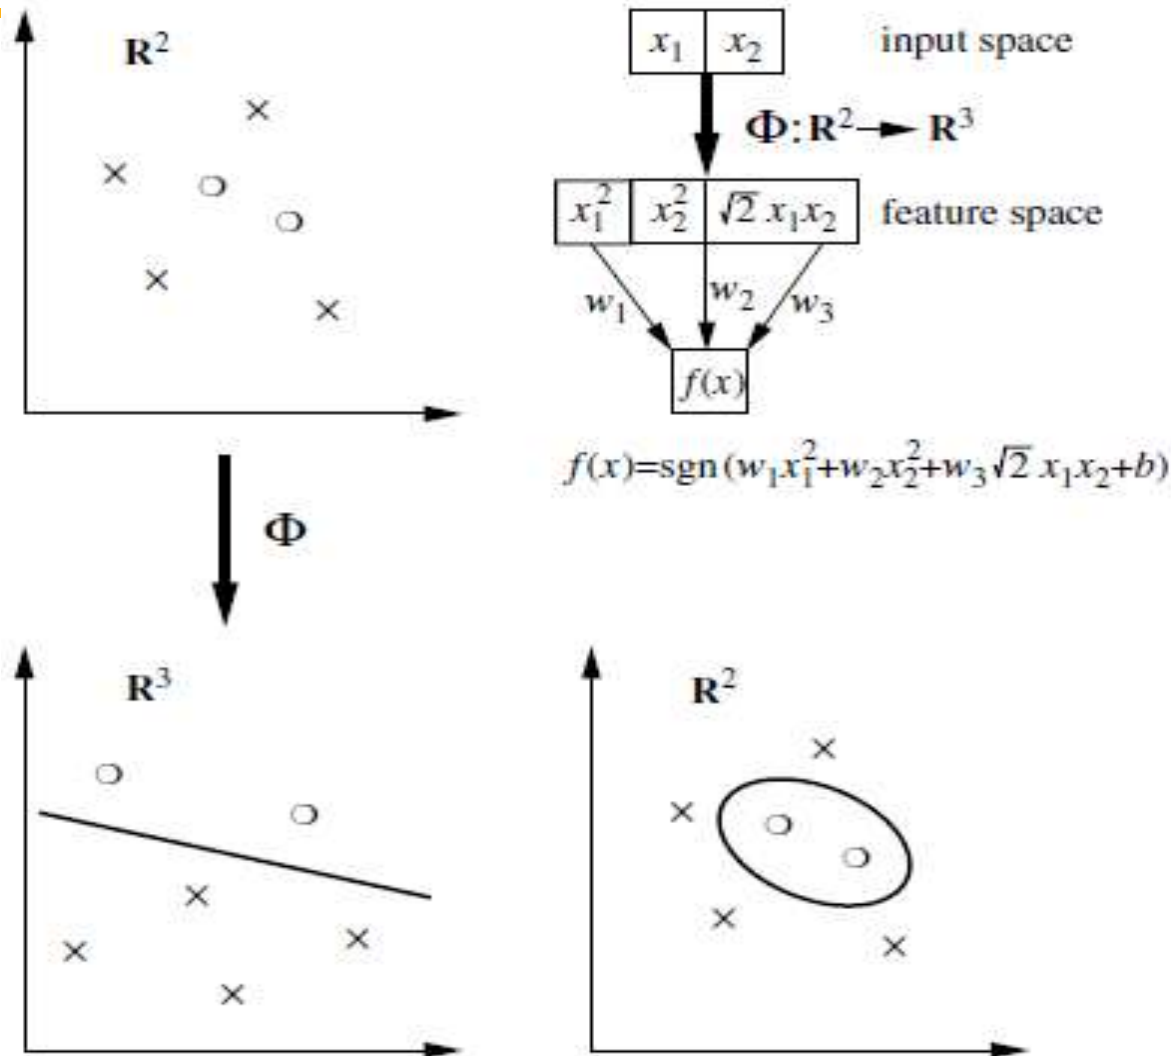 R²
x₁ x₂ input space
Φ: R² → R³
x₁² x₂² √2 x₁x₂ feature space
w₁ w₂ w₃
f(x)
f(x)=sgn(w₁x₁²+w₂x₂²+w₃√2 x₁x₂+b)
Φ
R³
R²